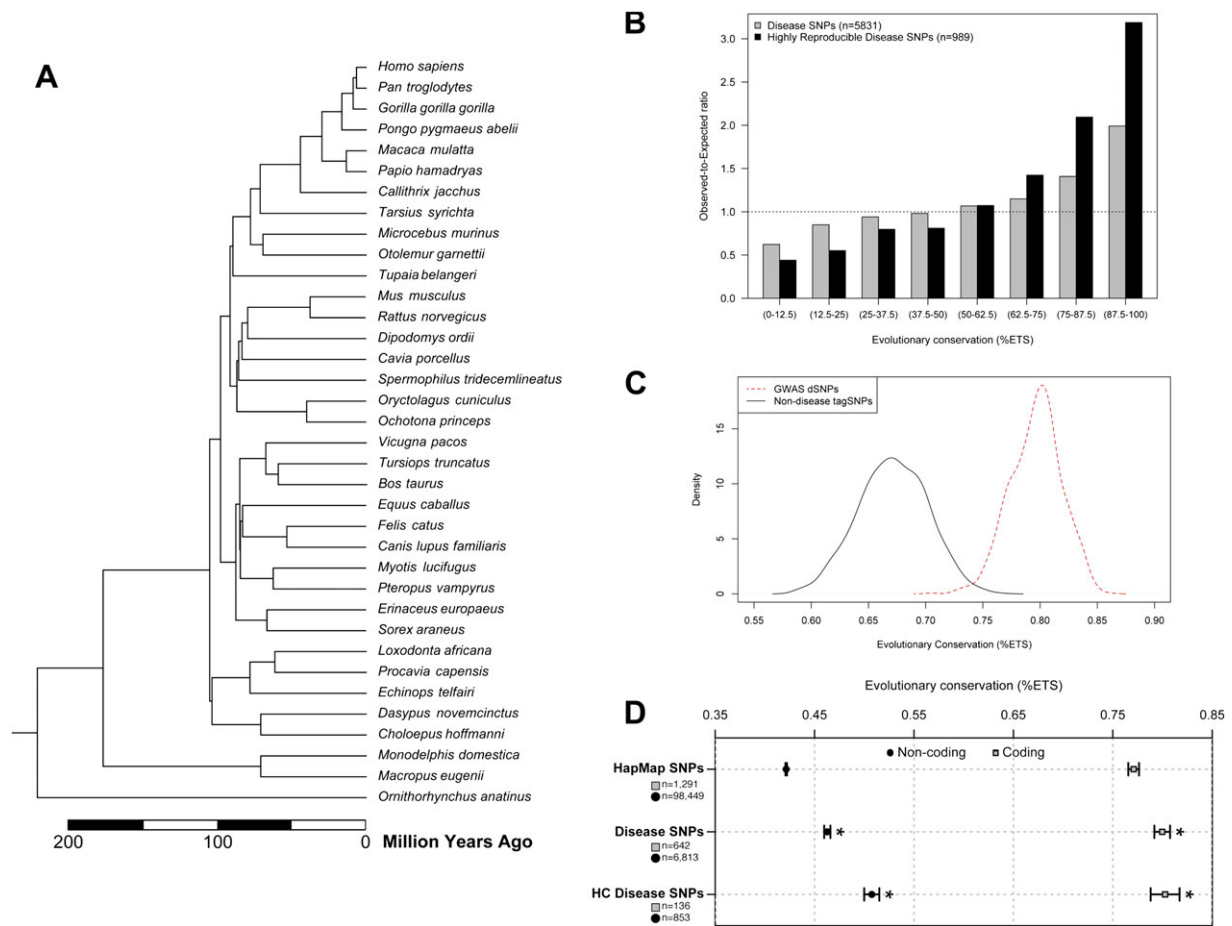 A
Homo sapiens
Pan troglodytes
Gorilla gorilla gorilla
Pongo pygmaeus abelii
Macaca mulatta
Papio hamadryas
Callithrix jacchus
Tarsius syrichta
Microcebus murinus
Otolemur garnettii
Tupaia belangeri
Mus musculus
Rattus norvegicus
Dipodomys ordii
Cavia porcellus
Spermophilus tridecemlineatus
Oryctolagus cuniculus
Ochotona princeps
Vicugna pacos
Tursiops truncatus
Bos taurus
Equus caballus
Felis catus
Canis lupus familiaris
Myotis lucifugus
Pteropus vampyrus
Erinaceus europaeus
Sorex araneus
Loxodonta africana
Procavia capensis
Echinops telfairi
Dasypus novemcinctus
Choloepus hoffmanni
Monodelphis domestica
Macropus eugenii
Ornithorhynchus anatinus
200 100 0 Million Years Ago
B
Disease SNPs (n=5831)
Highly Reproducible Disease SNPs (n=989)
Observed-to-Expected ratio
3.0
2.5
2.0
1.5
1.0
0.5
0.0
(0-12.5) (12.5-25) (25-37.5) (37.5-50) (50-62.5) (62.5-75) (75-87.5) (87.5-100)
Evolutionary conservation (%ETS)
C
GWAS dSNPs
Non-disease tagSNPs
Density
15
10
5
0
0.55 0.60 0.65 0.70 0.75 0.80 0.85 0.90
Evolutionary Conservation (%ETS)
D
Evolutionary conservation (%ETS)
0.35 0.45 0.55 0.65 0.75 0.85
Non-coding Coding
HapMap SNPs
n=1,291
n=98,449
Disease SNPs
n=642
n=6,813
* *
HC Disease SNPs
n=136
n=853
* *